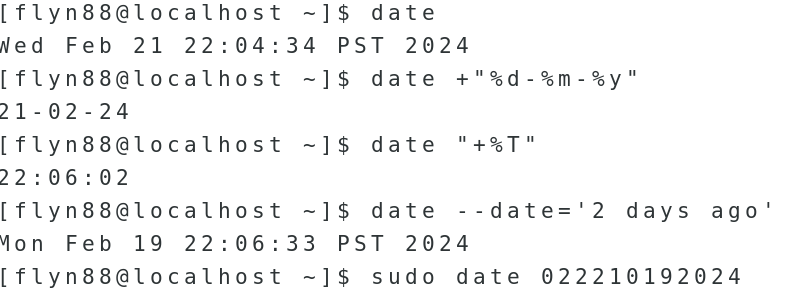 [flyn88@localhost ~]$ date
Wed Feb 21 22:04:34 PST 2024
[flyn88@localhost ~]$ date +"%d-%m-%y"
21-02-24
[flyn88@localhost ~]$ date "+%T"
22:06:02
[flyn88@localhost ~]$ date --date='2 days ago'
Mon Feb 19 22:06:33 PST 2024
[flyn88@localhost ~]$ sudo date 022210192024